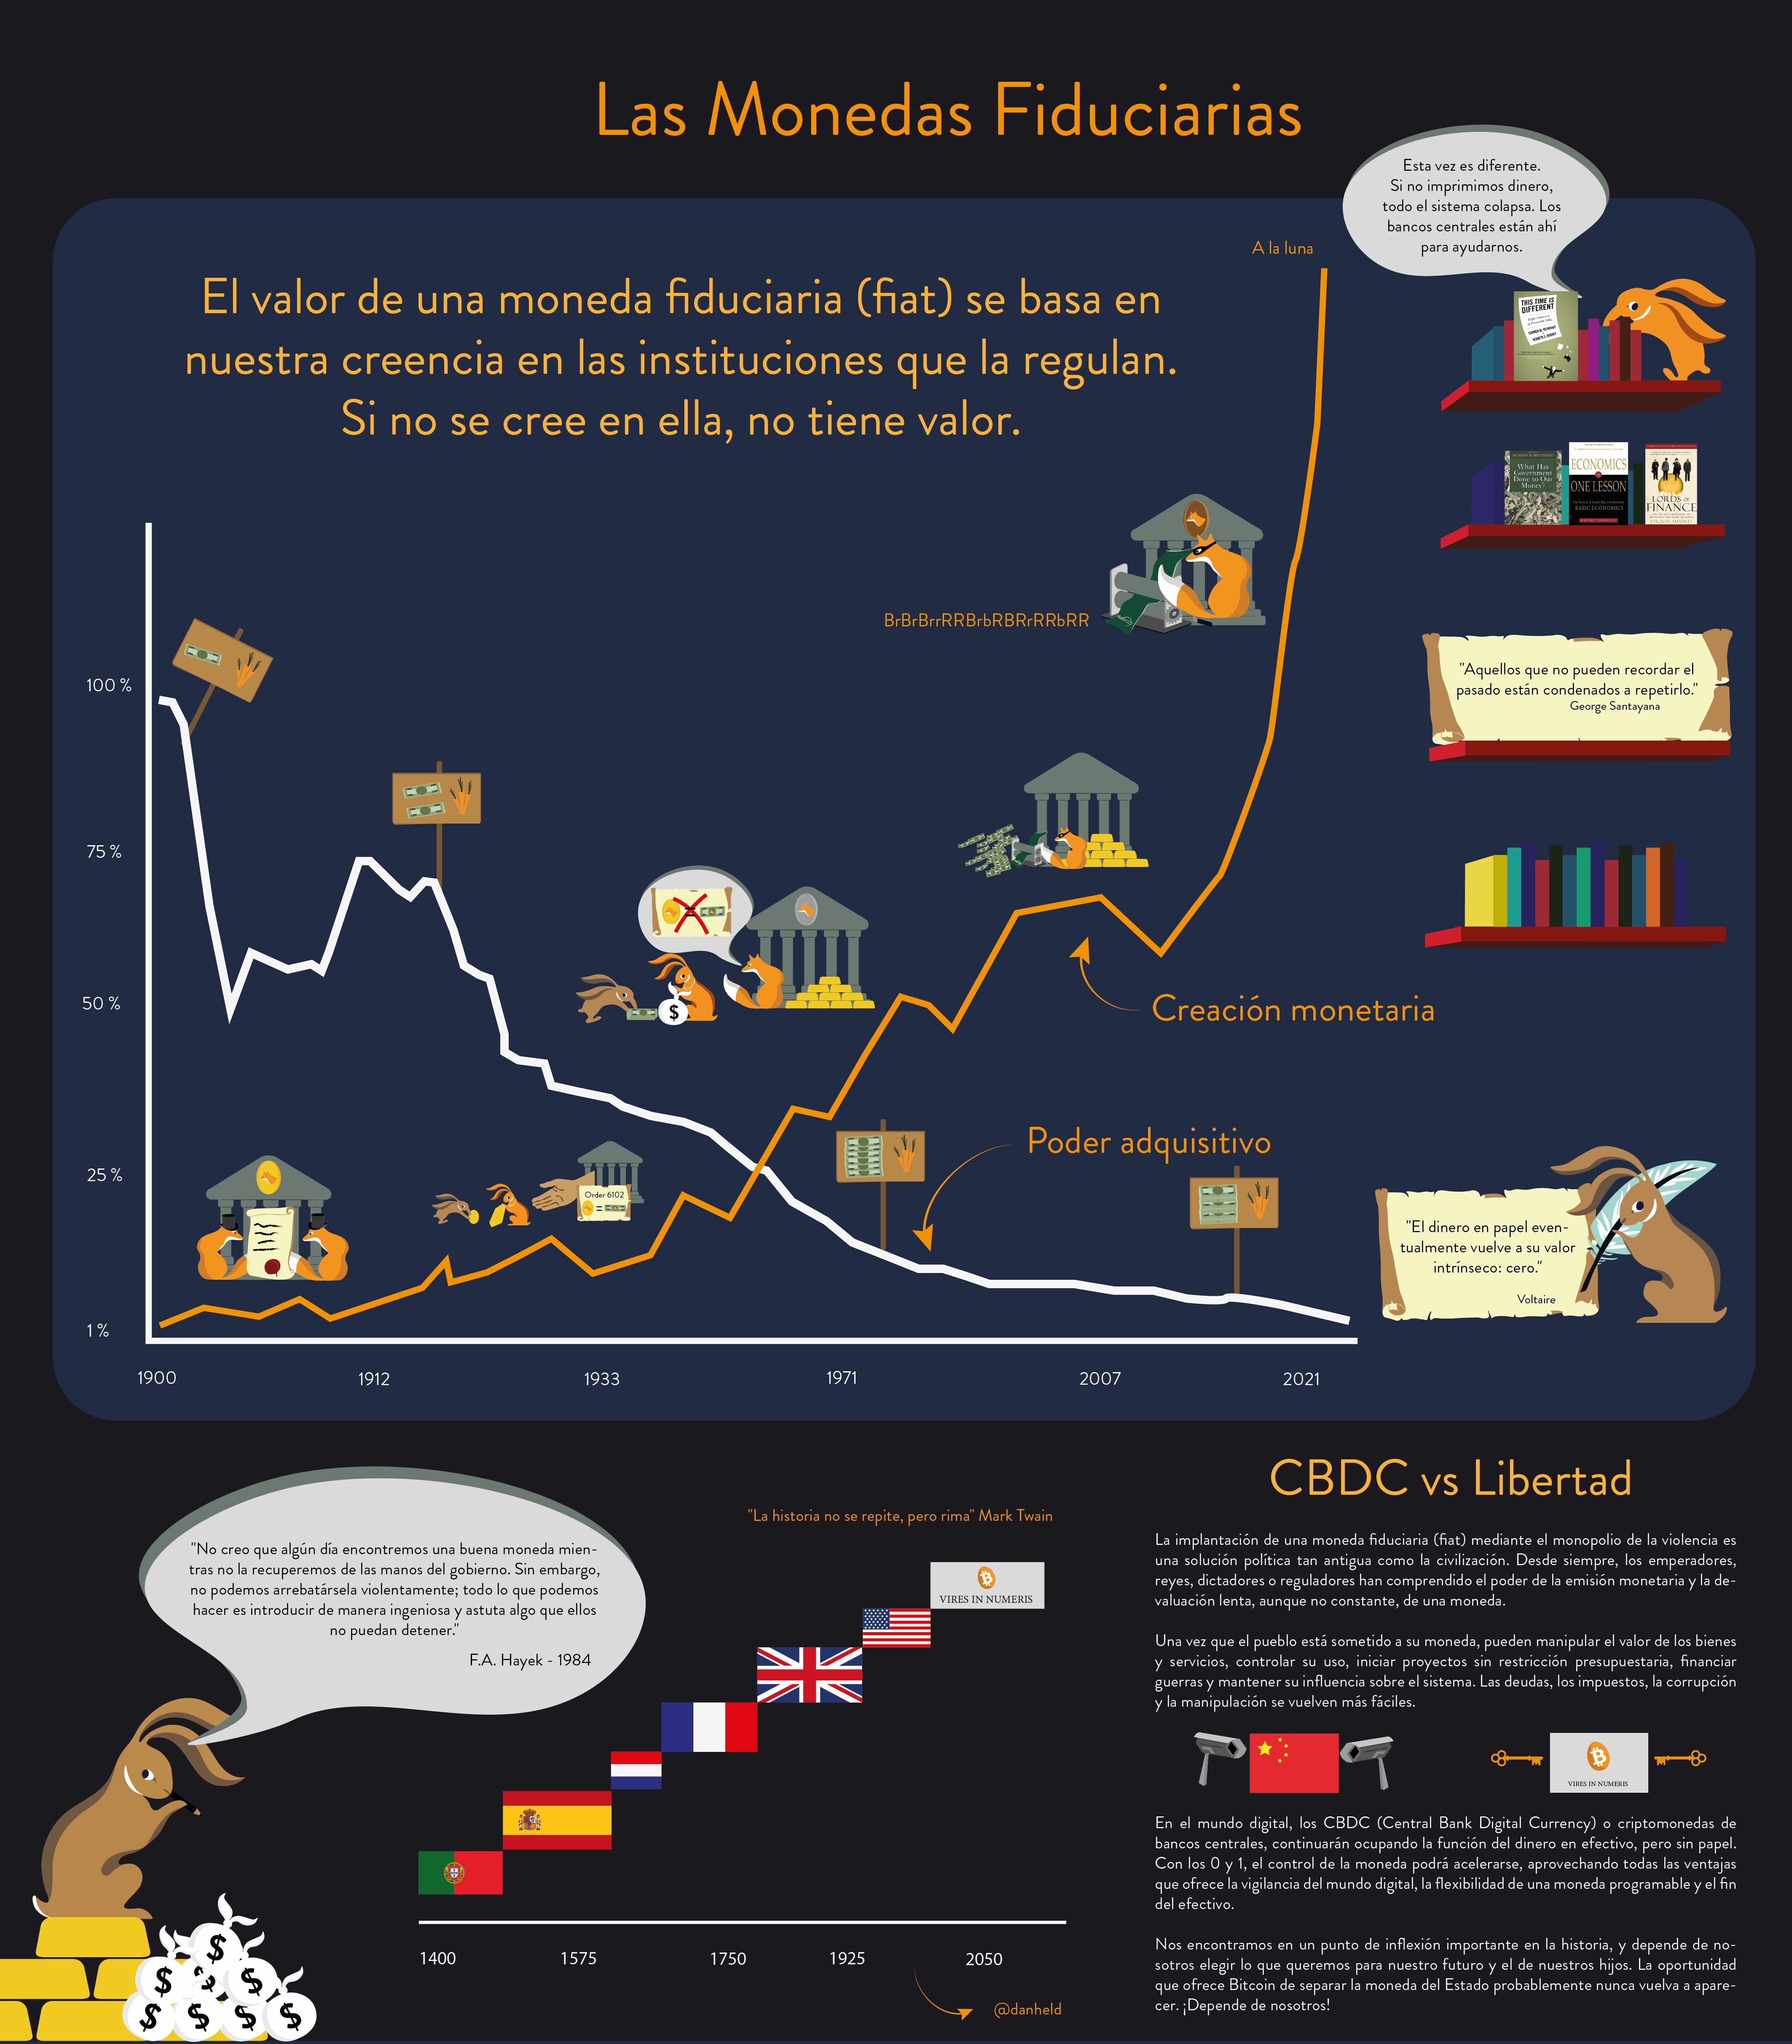 Las Monedas Fiduciarias
Esta vez es diferente.
Si no imprimimos dinero,
todo el sistema colapsa. Los
bancos centrales están ahí
para ayudarnos.
A la luna
El valor de una moneda fiduciaria (fiat) se basa en
nuestra creencia en las instituciones que la regulan.
Si no se cree en ella, no tiene valor.
THIS TIME IS
DIFFERENT
What Has
Government
Done to Our
Money?
ECONOMICS
ONE LESSON
BASIC ECONOMICS
LORDS OF
FINANCE
BrBrBrrRRBrbRBRrRRbRR
"Aquellos que no pueden recordar el
pasado están condenados a repetirlo."
George Santayana
100 %
75 %
50 %
25 %
1 %
$
Creación monetaria
Poder adquisitivo
Order 6102
=
"El dinero en papel even-
tualmente vuelve a su valor
intrínseco: cero."
Voltaire
1900
1912
1933
1971
2007
2021
"No creo que algún día encontremos una buena moneda mien-
tras no la recuperemos de las manos del gobierno. Sin embargo,
no podemos arrebatársela violentamente; todo lo que podemos
hacer es introducir de manera ingeniosa y astuta algo que ellos
no puedan detener."
F.A. Hayek - 1984
$
$
$
$
$
$
$
"La historia no se repite, pero rima" Mark Twain
VIRES IN NUMERIS
1400
1575
1750
1925
2050
@danheld
CBDC vs Libertad
La implantación de una moneda fiduciaria (fiat) mediante el monopolio de la violencia es
una solución política tan antigua como la civilización. Desde siempre, los emperadores,
reyes, dictadores o reguladores han comprendido el poder de la emisión monetaria y la de-
valuación lenta, aunque no constante, de una moneda.
Una vez que el pueblo está sometido a su moneda, pueden manipular el valor de los bienes
y servicios, controlar su uso, iniciar proyectos sin restricción presupuestaria, financiar
guerras y mantener su influencia sobre el sistema. Las deudas, los impuestos, la corrupción
y la manipulación se vuelven más fáciles.
VIRES IN NUMERIS
En el mundo digital, los CBDC (Central Bank Digital Currency) o criptomonedas de
bancos centrales, continuarán ocupando la función del dinero en efectivo, pero sin papel.
Con los 0 y 1, el control de la moneda podrá acelerarse, aprovechando todas las ventajas
que ofrece la vigilancia del mundo digital, la flexibilidad de una moneda programable y el fin
del efectivo.
Nos encontramos en un punto de inflexión importante en la historia, y depende de no-
sotros elegir lo que queremos para nuestro futuro y el de nuestros hijos. La oportunidad
que ofrece Bitcoin de separar la moneda del Estado probablemente nunca vuelva a apare-
cer. ¡Depende de nosotros!